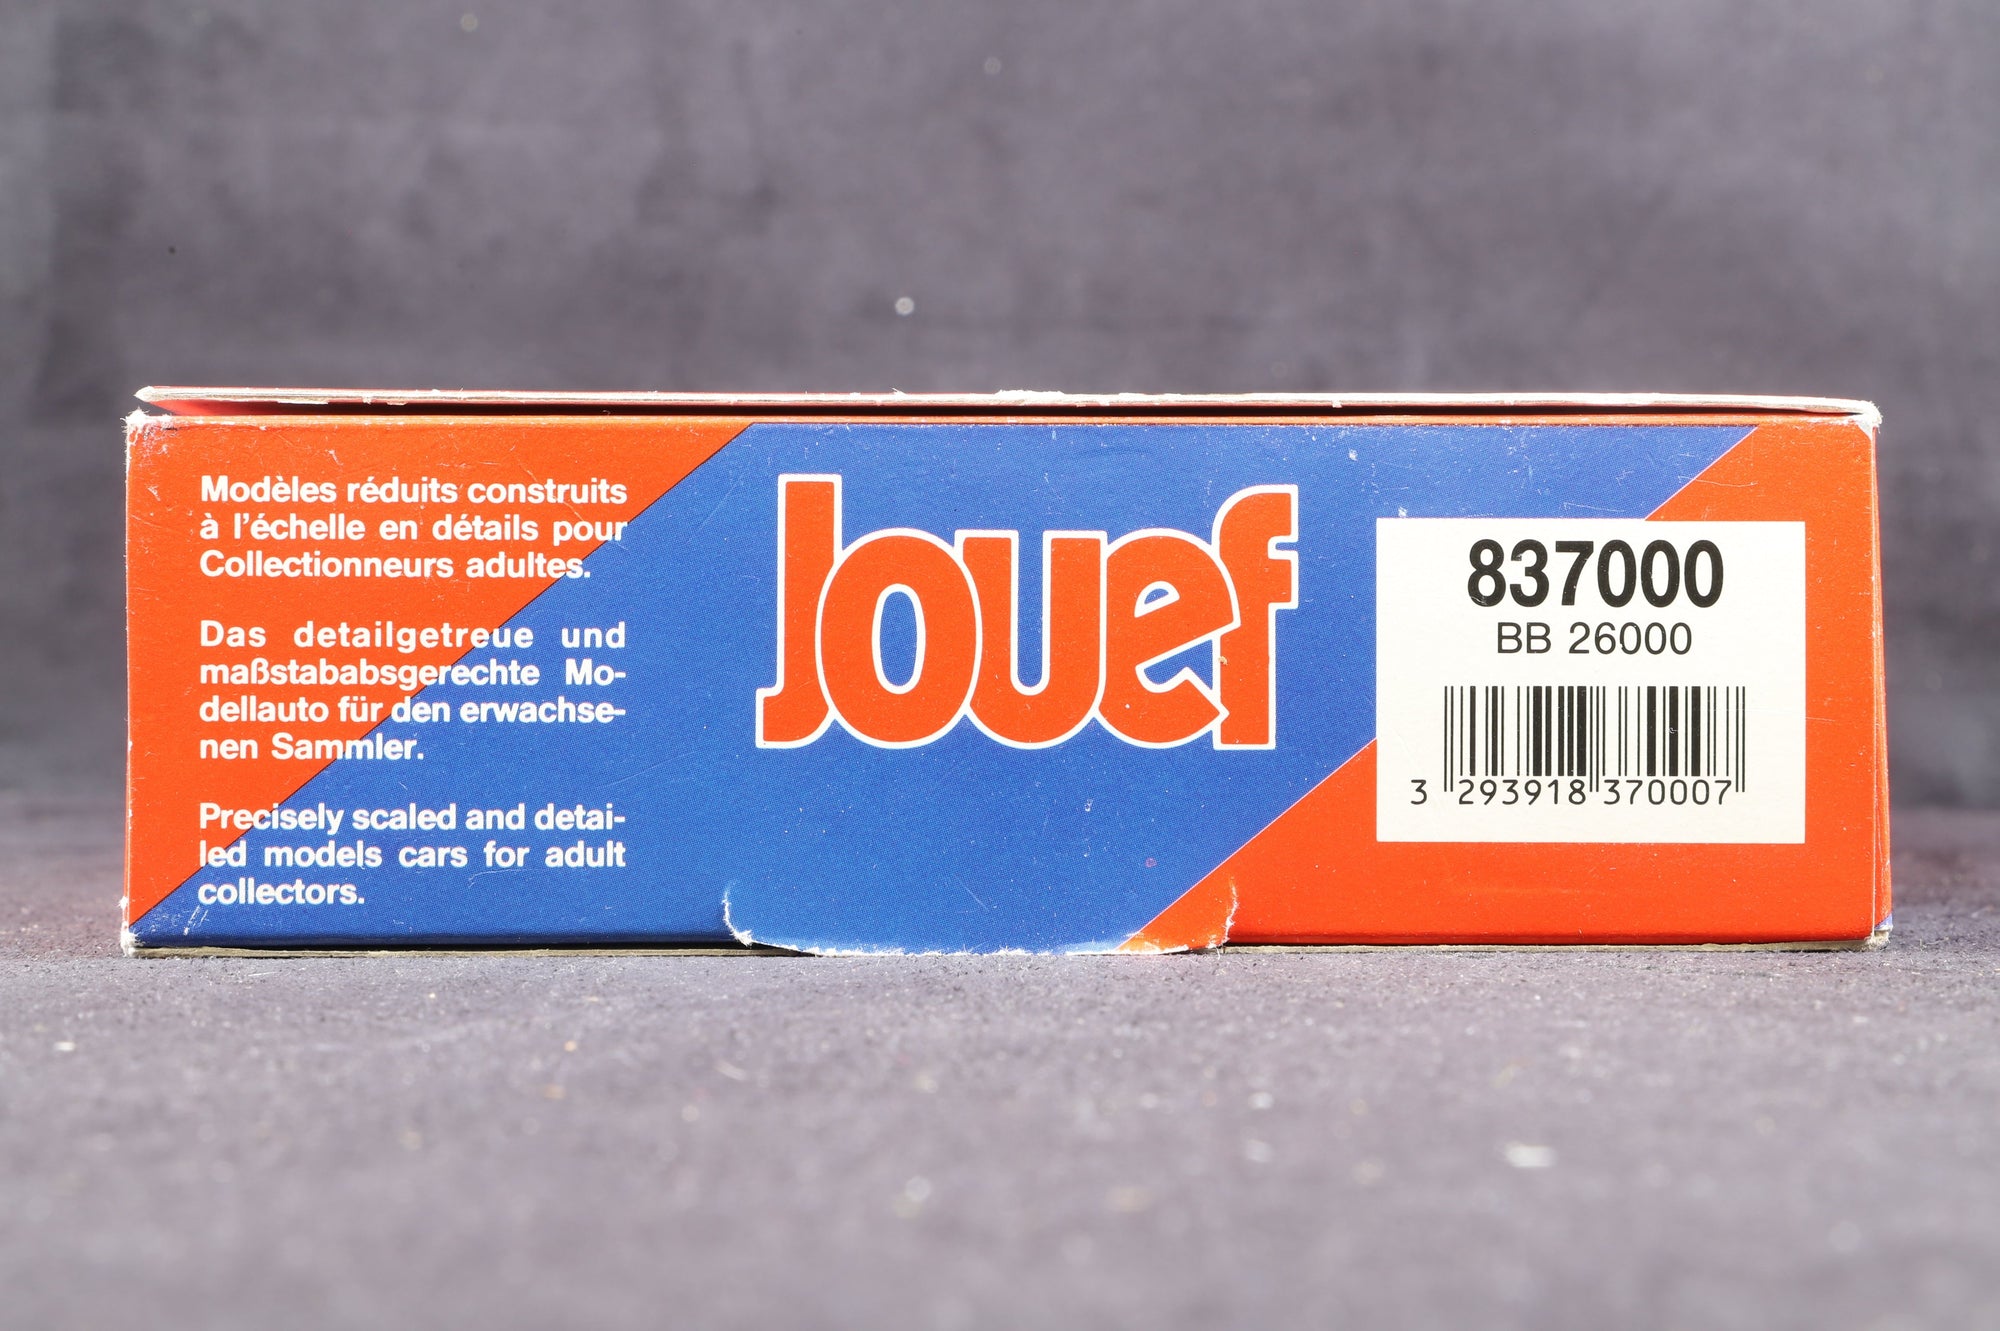 Modèles réduits construits
à l'échelle en détails pour
Collectionneurs adultes.
Das detailgetreue und
maßstababsgerechte Mo-
dellauto für den erwachse-
nen Sammler.
Precisely scaled and detai-
led models cars for adult
collectors.
Jouef
837000
BB 26000
3 293918 370007